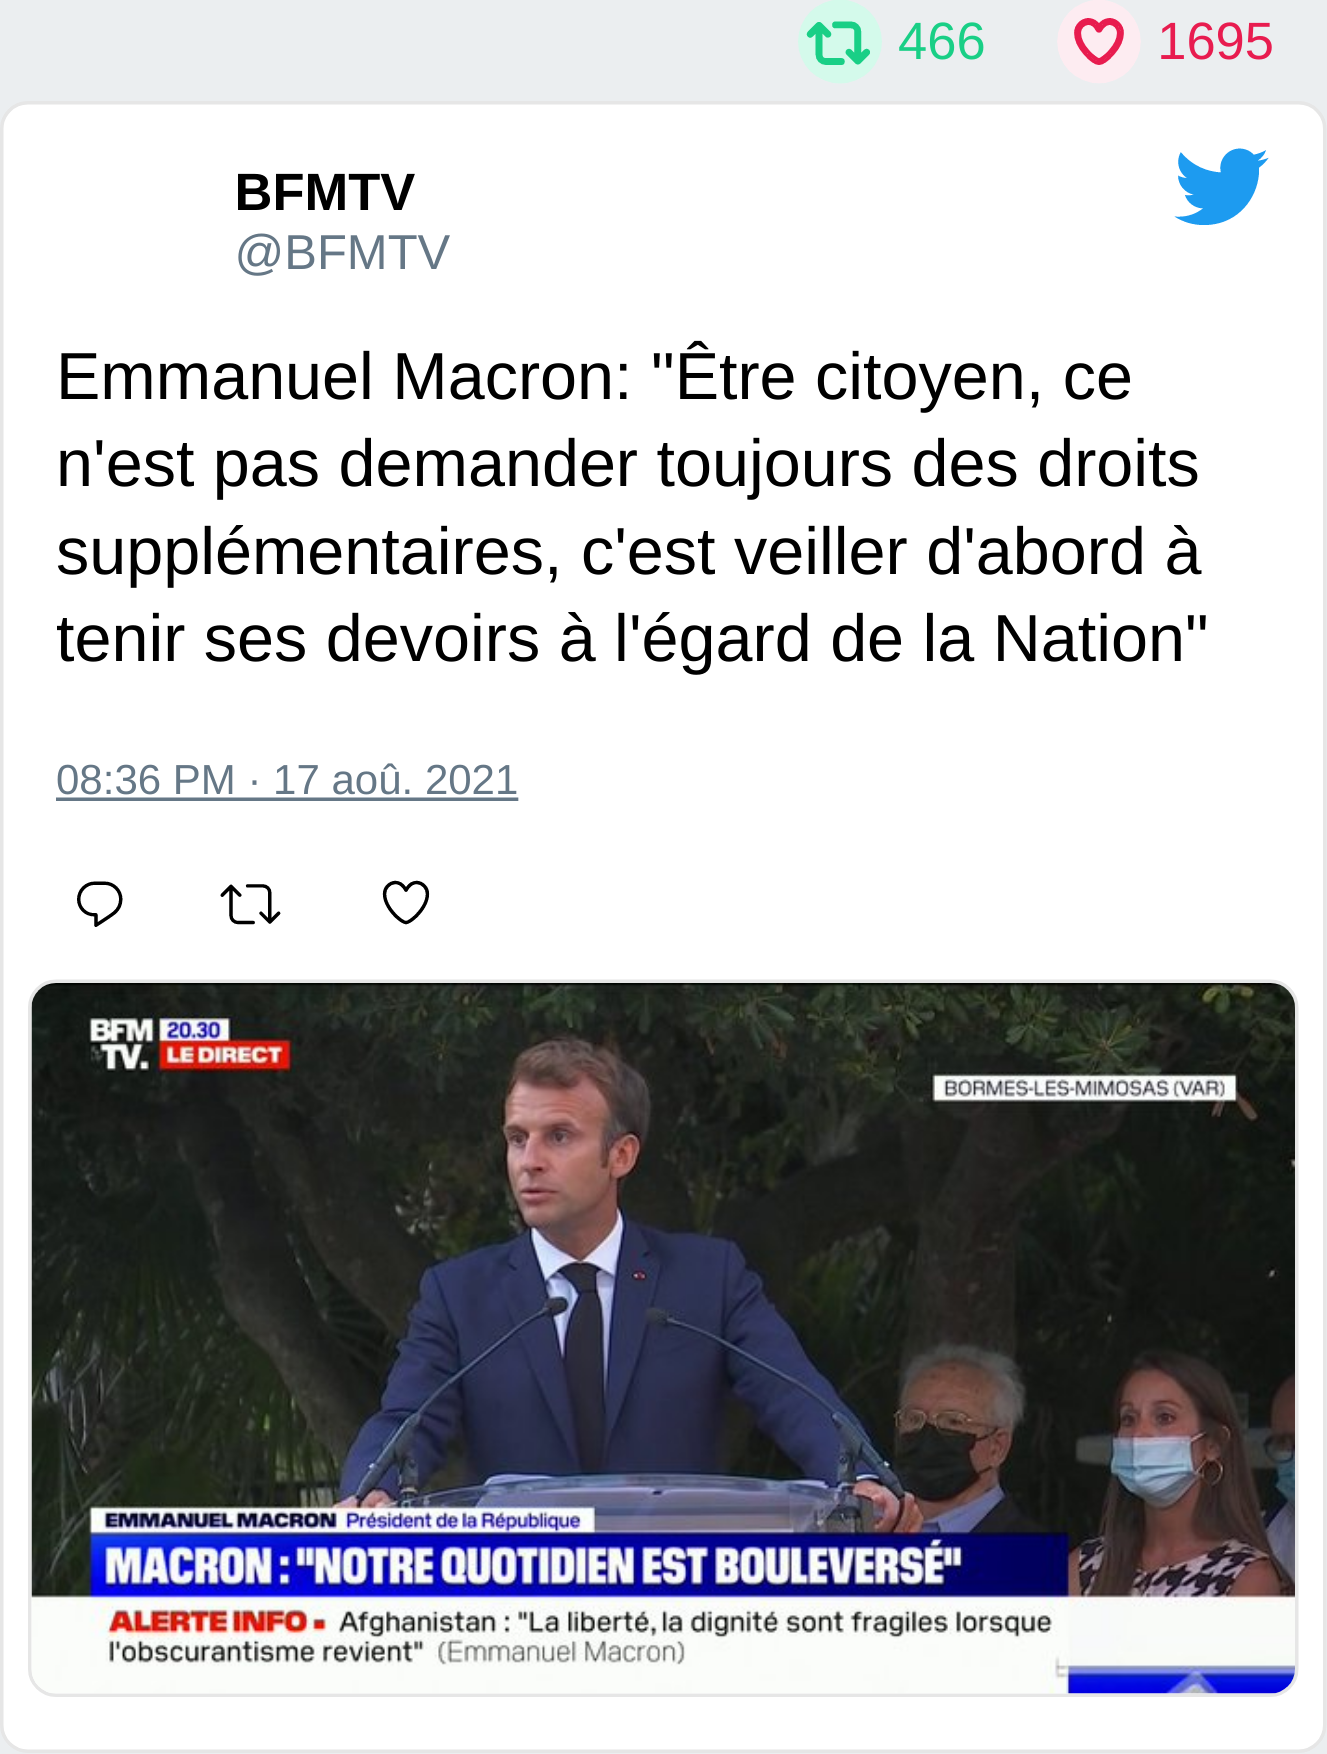 466 1695
BFMTV
@BFMTV
Emmanuel Macron: "Être citoyen, ce
n'est pas demander toujours des droits
supplémentaires, c'est veiller d'abord à
tenir ses devoirs à l'égard de la Nation"
08:36 PM · 17 aoû. 2021
BFM 20.30
TV. LE DIRECT
BORMES-LES-MIMOSAS (VAR)
EMMANUEL MACRON Président de la République
MACRON : "NOTRE QUOTIDIEN EST BOULEVERSÉ"
ALERTE INFO ▪ Afghanistan : "La liberté, la dignité sont fragiles lorsque
l'obscurantisme revient" (Emmanuel Macron)